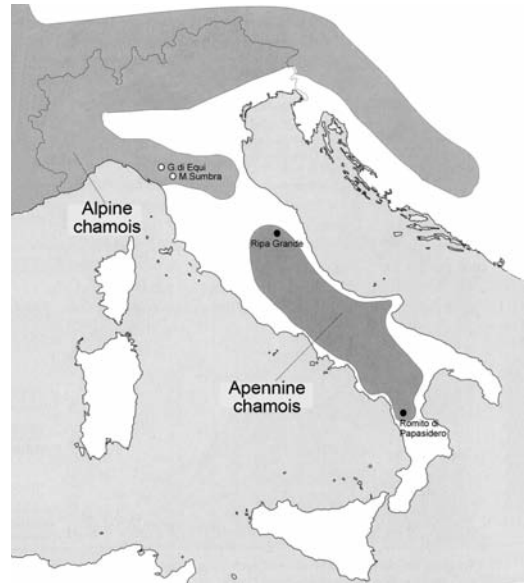 G. di Equi
M. Sumbra
Alpine
chamois
Ripa Grande
Apennine
chamois
Romito di
Papasidero